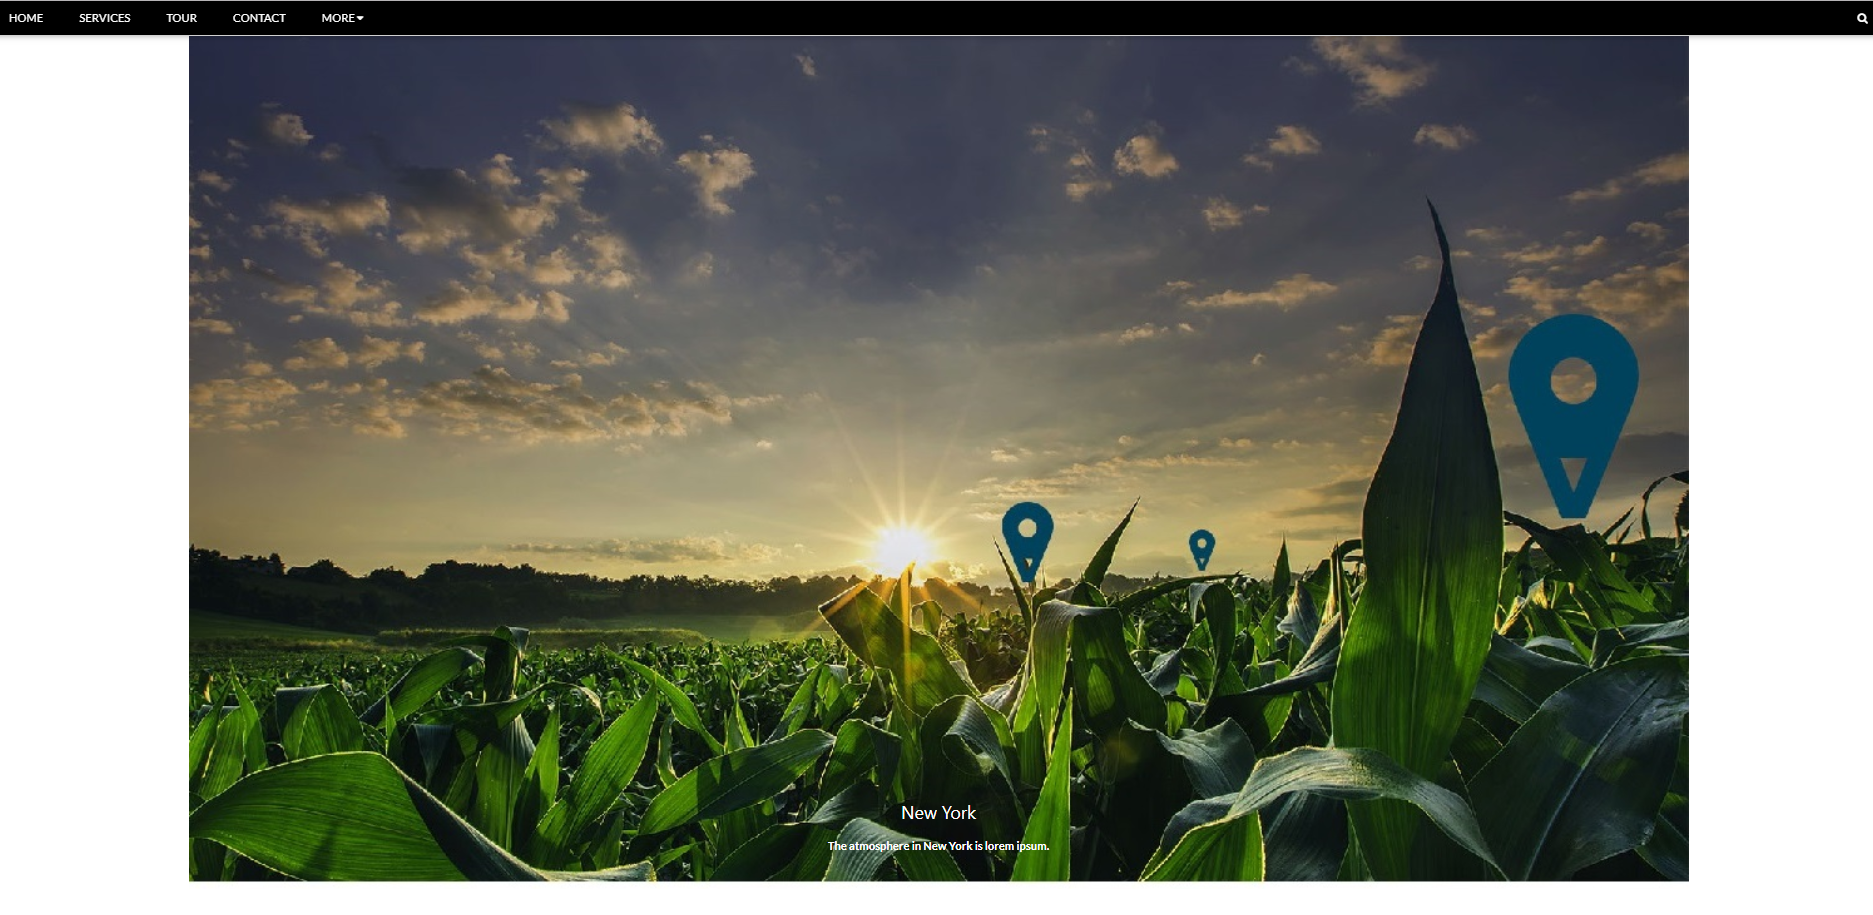 HOME SERVICES TOUR CONTACT MORE
New York
The atmosphere in New York is lorem ipsum.